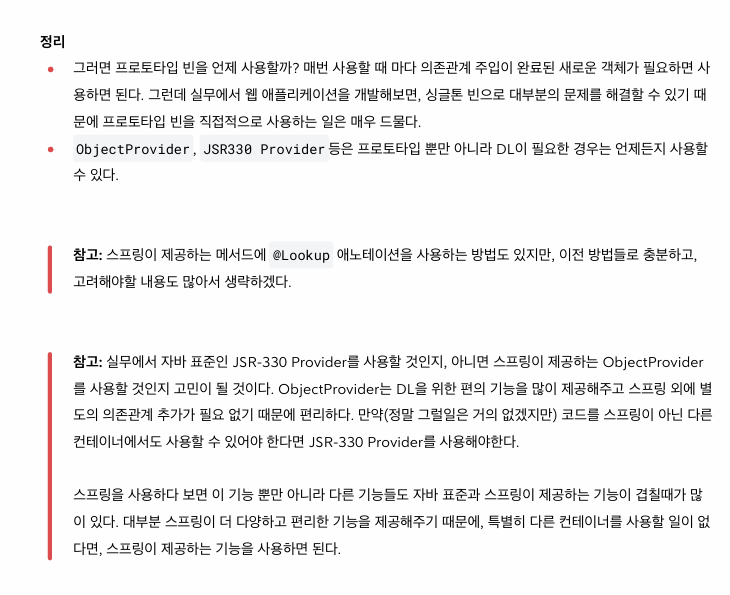 정리
그러면 프로토타입 빈을 언제 사용할까? 매번 사용할 때 마다 의존관계 주입이 완료된 새로운 객체가 필요하면 사
용하면 된다. 그런데 실무에서 웹 애플리케이션을 개발해보면, 싱글톤 빈으로 대부분의 문제를 해결할 수 있기 때
문에 프로토타입 빈을 직접적으로 사용하는 일은 매우 드물다.
ObjectProvider, JSR330 Provider 등은 프로토타입 뿐만 아니라 DL이 필요한 경우는 언제든지 사용할
수 있다.
참고: 스프링이 제공하는 메서드에 @Lookup 애노테이션을 사용하는 방법도 있지만, 이전 방법들로 충분하고,
고려해야할 내용도 많아서 생략하겠다.
참고: 실무에서 자바 표준인 JSR-330 Provider를 사용할 것인지, 아니면 스프링이 제공하는 ObjectProvider
를 사용할 것인지 고민이 될 것이다. ObjectProvider는 DL을 위한 편의 기능을 많이 제공해주고 스프링 외에 별
도의 의존관계 추가가 필요 없기 때문에 편리하다. 만약(정말 그럴일은 거의 없겠지만) 코드를 스프링이 아닌 다른
컨테이너에서도 사용할 수 있어야 한다면 JSR-330 Provider를 사용해야한다.
스프링을 사용하다 보면 이 기능 뿐만 아니라 다른 기능들도 자바 표준과 스프링이 제공하는 기능이 겹칠때가 많
이 있다. 대부분 스프링이 더 다양하고 편리한 기능을 제공해주기 때문에, 특별히 다른 컨테이너를 사용할 일이 없
다면, 스프링이 제공하는 기능을 사용하면 된다.